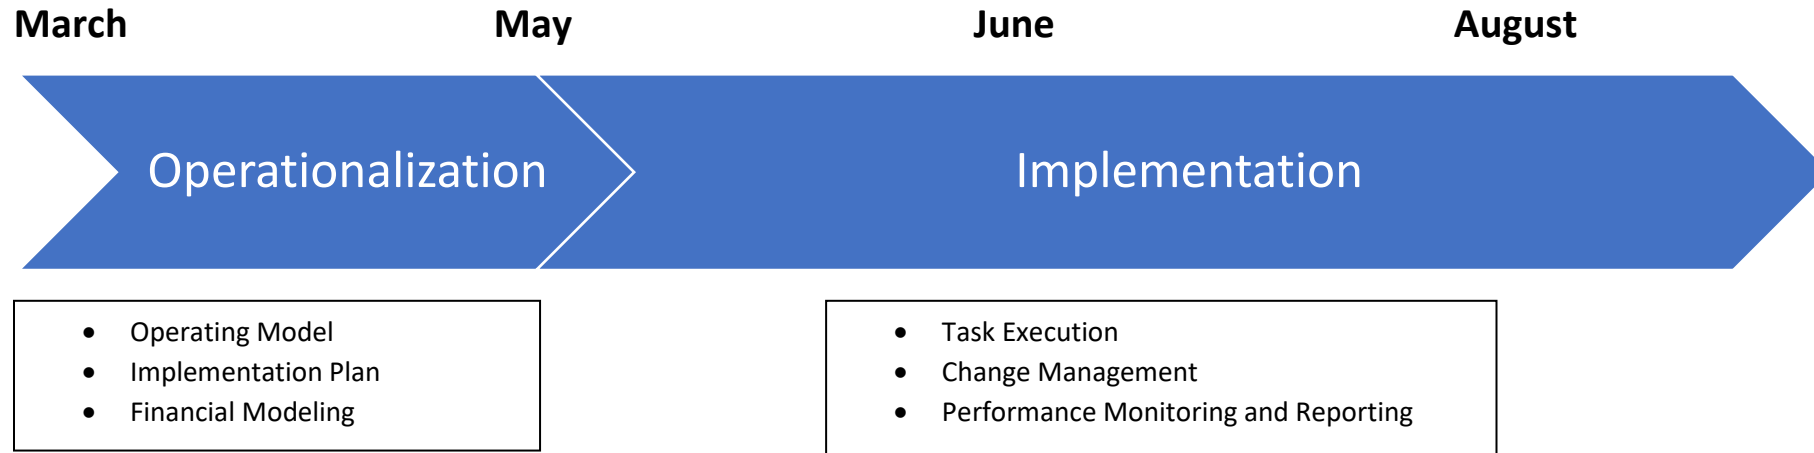 March May June August
Operationalization Implementation
• Operating Model
• Implementation Plan
• Financial Modeling
• Task Execution
• Change Management
• Performance Monitoring and Reporting